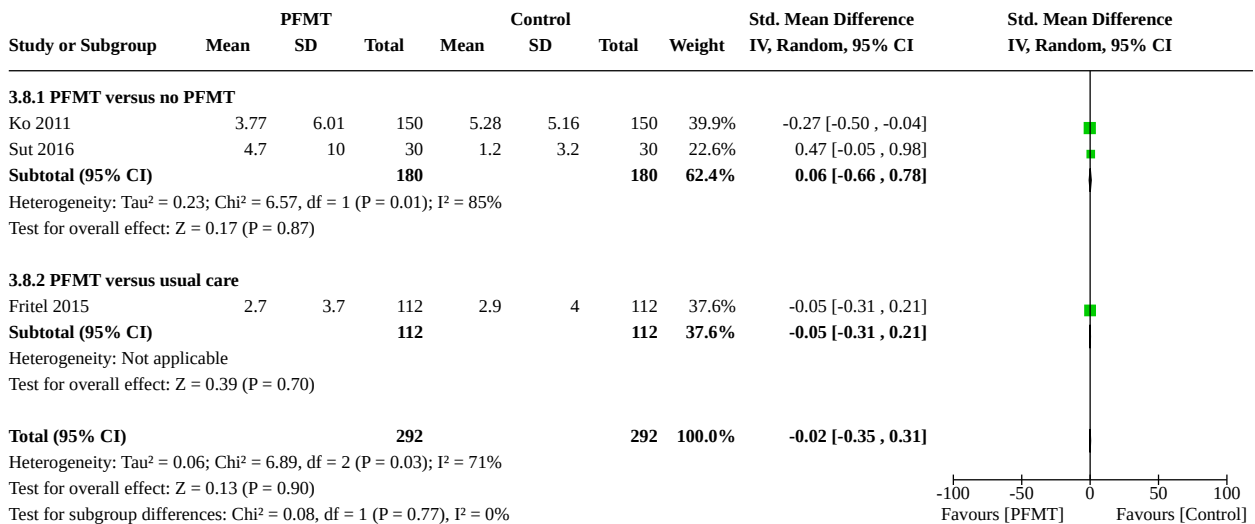 PFMT Control Std. Mean Difference Std. Mean Difference
Study or Subgroup Mean SD Total Mean SD Total Weight IV, Random, 95% CI IV, Random, 95% CI
3.8.1 PFMT versus no PFMT
Ko 2011 3.77 6.01 150 5.28 5.16 150 39.9% -0.27 [-0.50 , -0.04]
Sut 2016 4.7 10 30 1.2 3.2 30 22.6% 0.47 [-0.05 , 0.98]
Subtotal (95% CI) 180 180 62.4% 0.06 [-0.66 , 0.78]
Heterogeneity: Tau² = 0.23; Chi² = 6.57, df = 1 (P = 0.01); I² = 85%
Test for overall effect: Z = 0.17 (P = 0.87)
3.8.2 PFMT versus usual care
Fritel 2015 2.7 3.7 112 2.9 4 112 37.6% -0.05 [-0.31 , 0.21]
Subtotal (95% CI) 112 112 37.6% -0.05 [-0.31 , 0.21]
Heterogeneity: Not applicable
Test for overall effect: Z = 0.39 (P = 0.70)
Total (95% CI) 292 292 100.0% -0.02 [-0.35 , 0.31]
Heterogeneity: Tau² = 0.06; Chi² = 6.89, df = 2 (P = 0.03); I² = 71%
Test for overall effect: Z = 0.13 (P = 0.90)
Test for subgroup differences: Chi² = 0.08, df = 1 (P = 0.77), I² = 0%
-100 -50 0 50 100
Favours [PFMT] Favours [Control]